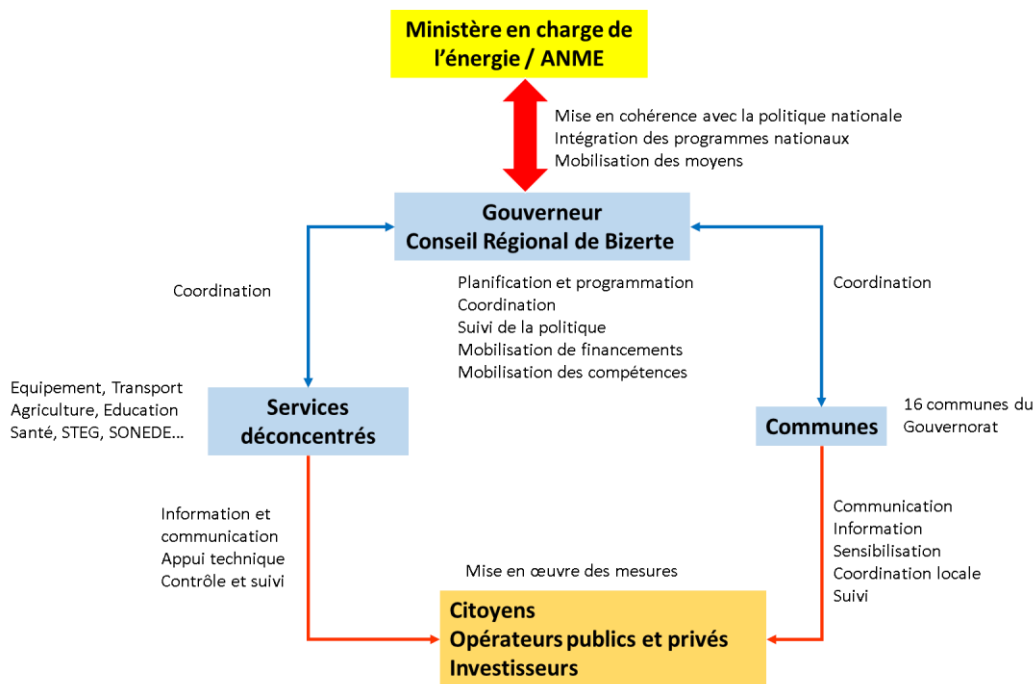 Ministère en charge de
l'énergie / ANME
Mise en cohérence avec la politique nationale
Intégration des programmes nationaux
Mobilisation des moyens
Gouverneur
Conseil Régional de Bizerte
Planification et programmation
Coordination
Suivi de la politique
Mobilisation de financements
Mobilisation des compétences
Coordination
Coordination
Equipement, Transport
Agriculture, Education
Santé, STEG, SONEDE...
Services
déconcentrés
Communes
16 communes du
Gouvernorat
Information et
communication
Appui technique
Contrôle et suivi
Communication
Information
Sensibilisation
Coordination locale
Suivi
Mise en œuvre des mesures
Citoyens
Opérateurs publics et privés
Investisseurs